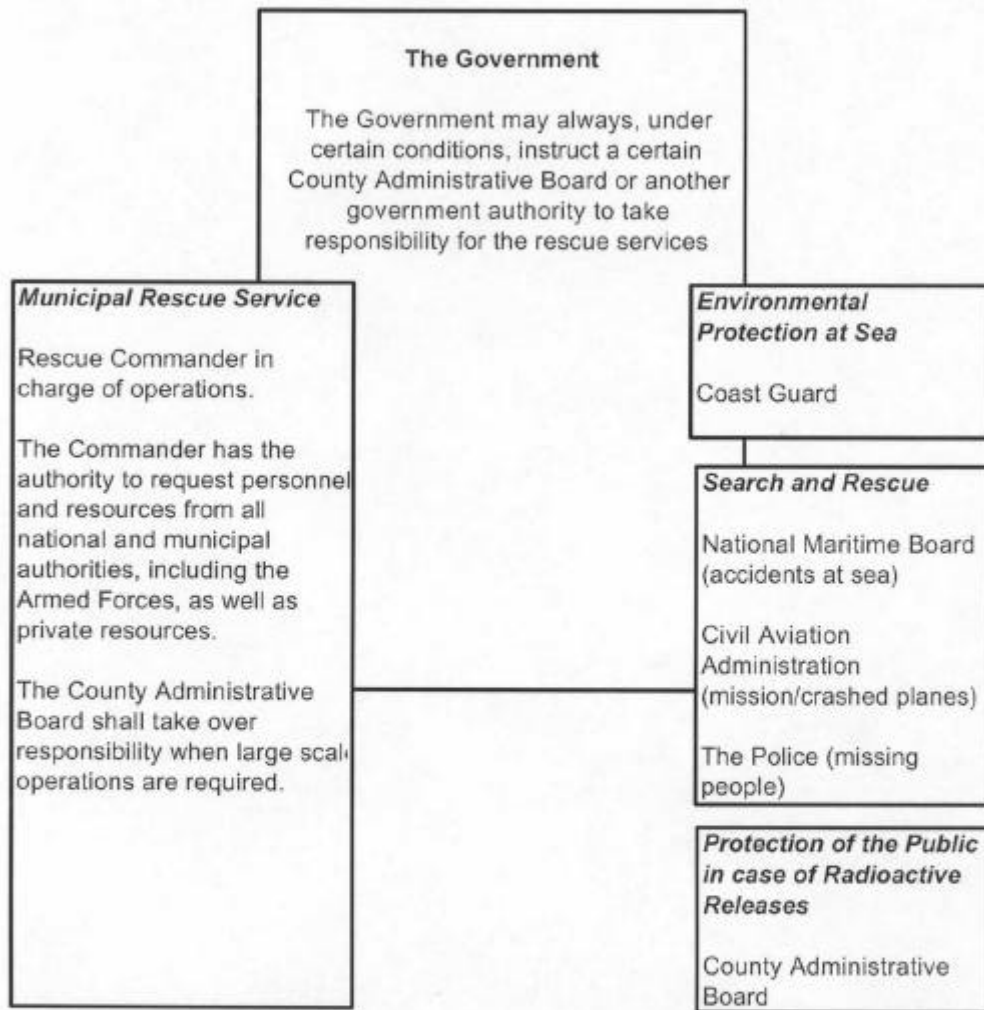 The Government
The Government may always, under
certain conditions, instruct a certain
County Administrative Board or another
government authority to take
responsibility for the rescue services
Municipal Rescue Service
Rescue Commander in
charge of operations.
The Commander has the
authority to request personnel
and resources from all
national and municipal
authorities, including the
Armed Forces, as well as
private resources.
The County Administrative
Board shall take over
responsibility when large scal
operations are required.
Environmental
Protection at Sea
Coast Guard
Search and Rescue
National Maritime Board
(accidents at sea)
Civil Aviation
Administration
(mission/crashed planes)
The Police (missing
people)
Protection of the Public
in case of Radioactive
Releases
County Administrative
Board